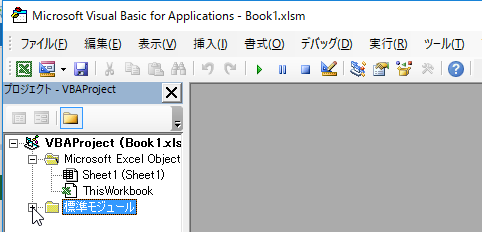 Microsoft Visual Basic for Applications - Book1.xlsm
ファイル(F) 編集(E) 表示(V) 挿入(I) 書式(O) デバッグ(D) 実行(R) ツール(T)
プロジェクト - VBAProject
VBAProject (Book1.xls
Microsoft Excel Object
Sheet1 (Sheet1)
ThisWorkbook
標準モジュール